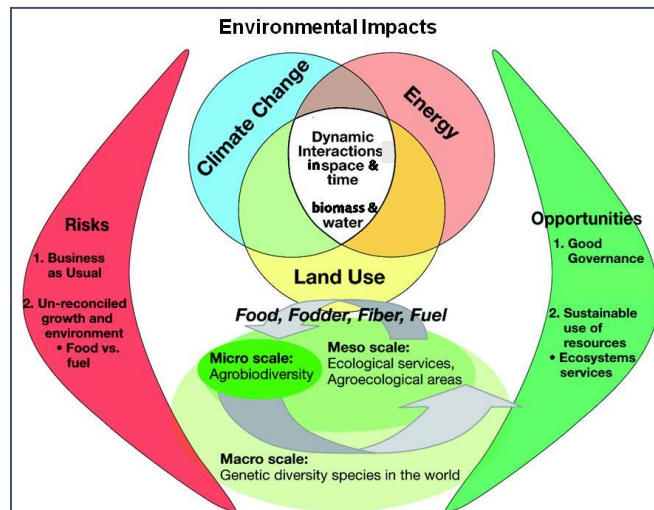 Environmental Impacts
Climate Change
Energy
Dynamic
Interactions
in space &
time
biomass &
water
Land Use
Risks
1. Business
as Usual
2. Un-reconciled
growth and
environment
• Food vs.
fuel
Opportunities
1. Good
Governance
2. Sustainable
use of
resources
• Ecosystems
services
Food, Fodder, Fiber, Fuel
Micro scale:
Agrobiodiversity
Meso scale:
Ecological services,
Agroecological areas
Macro scale:
Genetic diversity species in the world